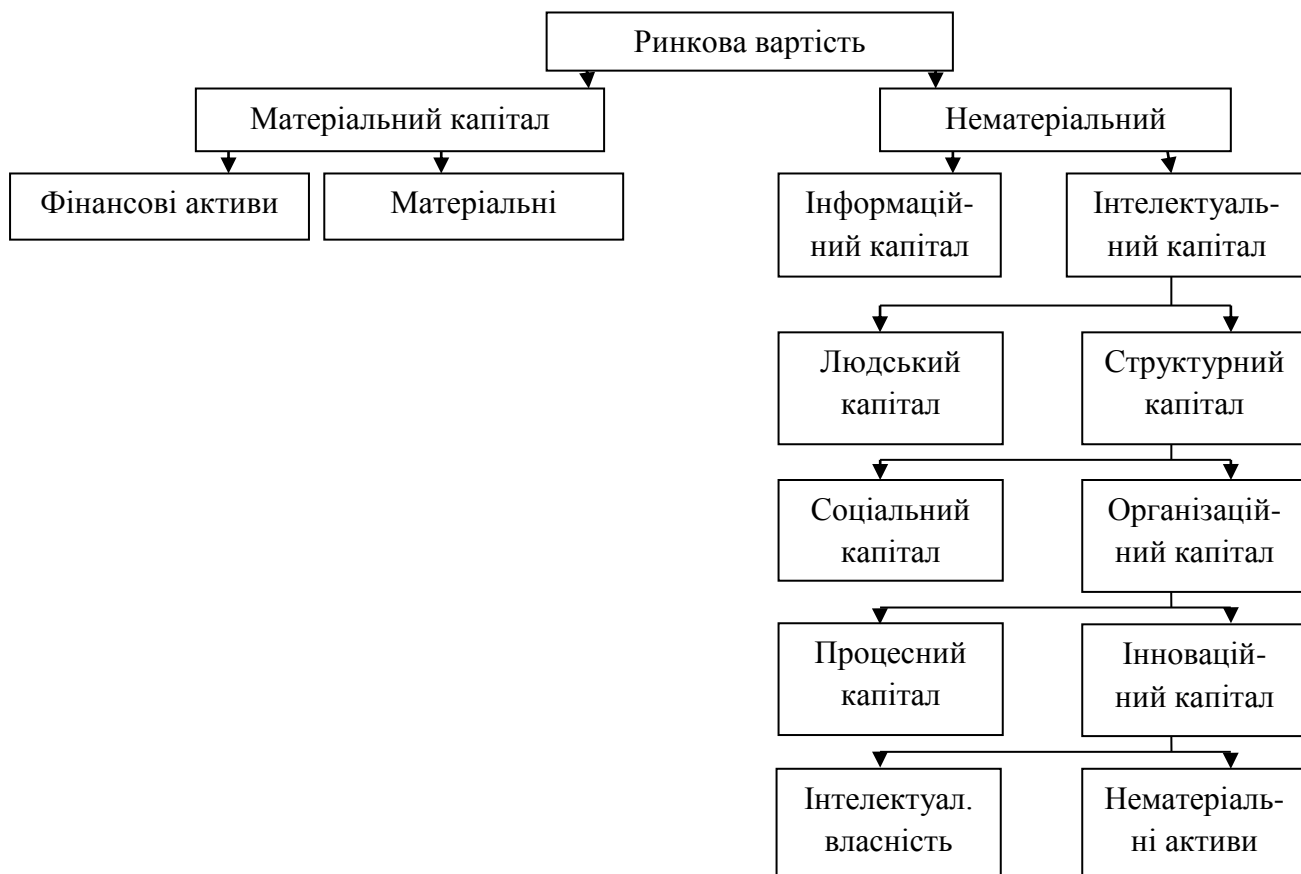 Ринкова вартість
Матеріальний капітал
Нематеріальний
Фінансові активи
Матеріальні
Інформацій-
ний капітал
Інтелектуаль-
ний капітал
Людський
капітал
Структурний
капітал
Соціальний
капітал
Організацій-
ний капітал
Процесний
капітал
Інновацій-
ний капітал
Інтелектуал.
власність
Нематеріаль-
ні активи